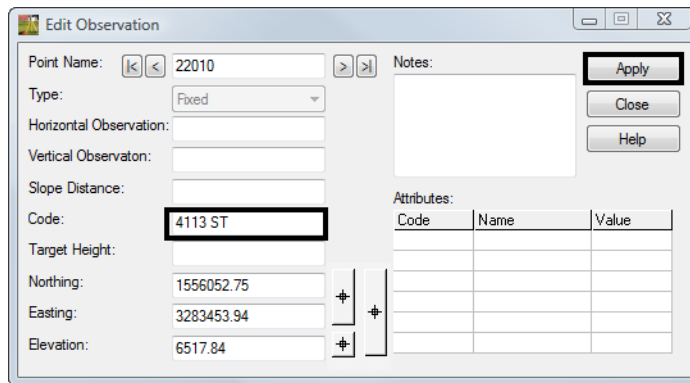 Edit Observation
Point Name: |< < 22010 > >|
Type: Fixed
Horizontal Observation:
Vertical Observaton:
Slope Distance:
Code: 4113 ST
Target Height:
Northing: 1556052.75
Easting: 3283453.94
Elevation: 6517.84
Notes:
Attributes:
Code Name Value
Apply
Close
Help